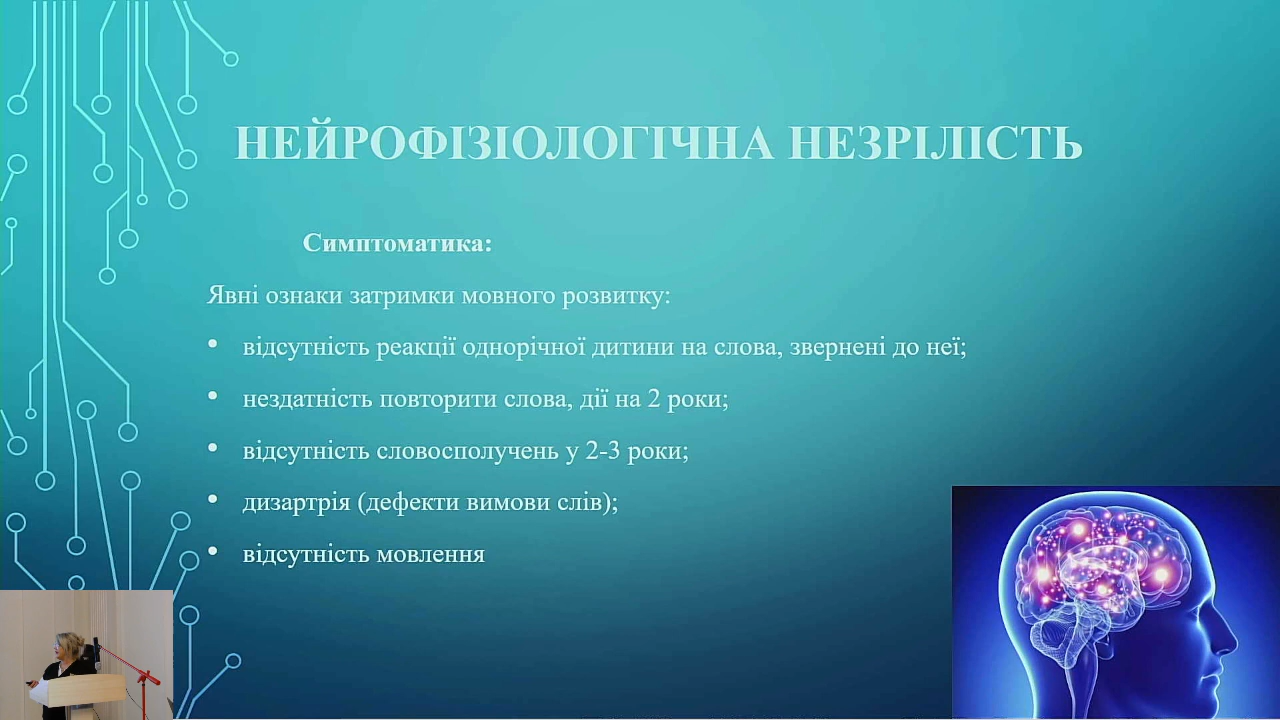 НЕЙРОФІЗІОЛОГІЧНА НЕЗРІЛІСТЬ
Симптоматика:
Явні ознаки затримки мовного розвитку:
• відсутність реакції однорічної дитини на слова, звернені до неї;
• нездатність повторити слова, дії на 2 роки;
• відсутність словосполучень у 2-3 роки;
• дизартрія (дефекти вимови слів);
• відсутність мовлення